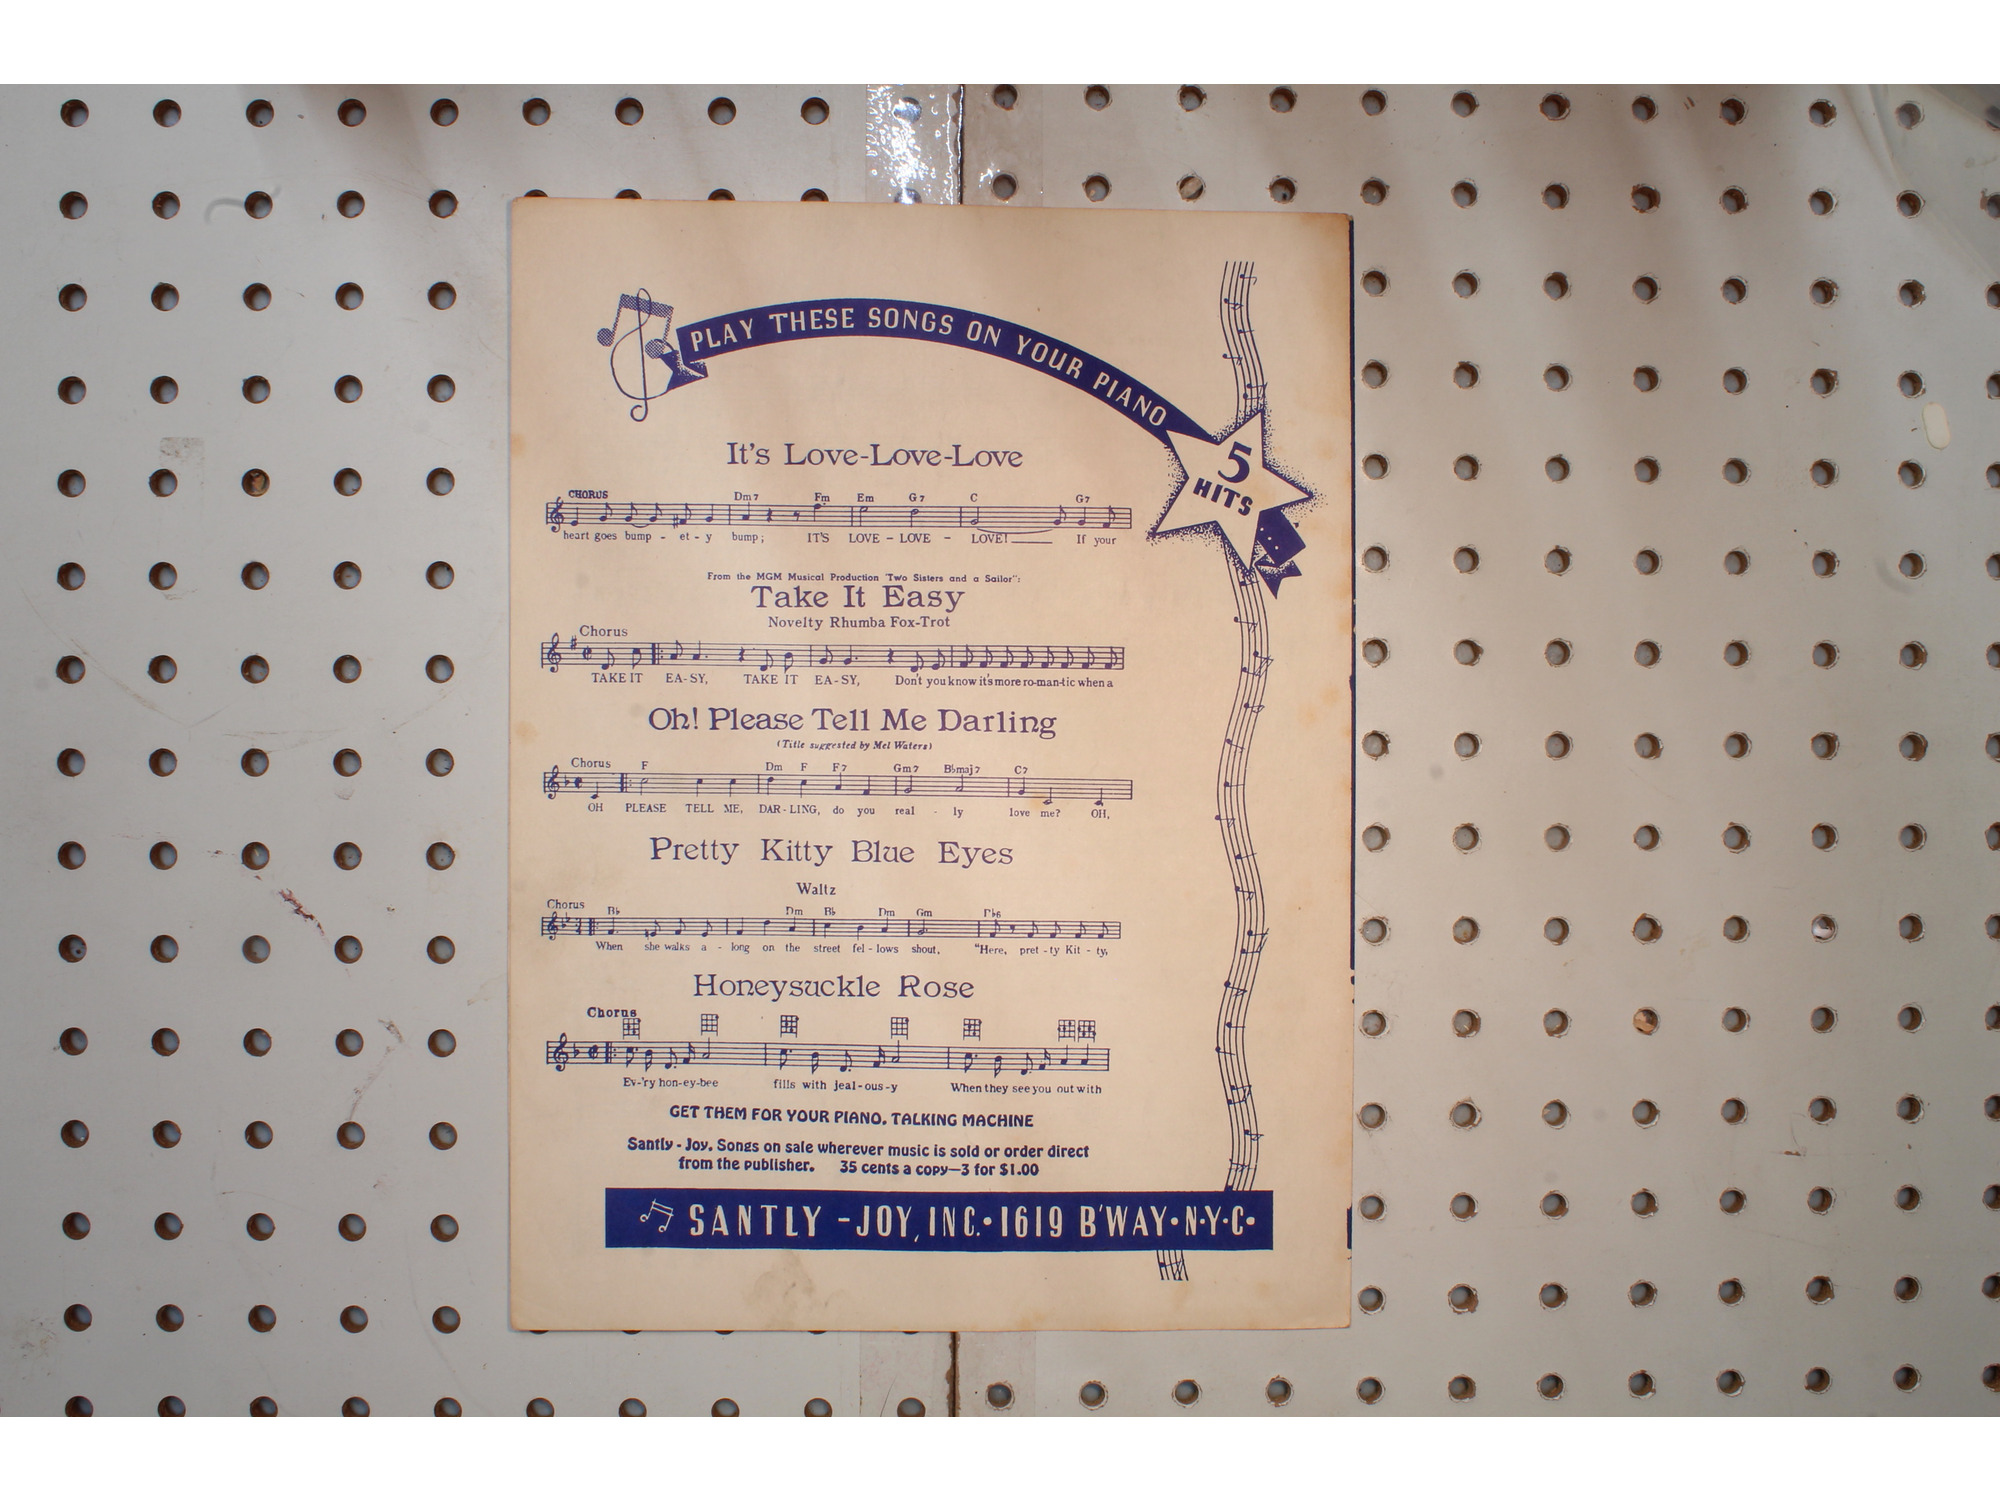 PLAY THESE SONGS ON YOUR PIANO
5
HITS
It's Love-Love-Love
CHORUS Dm7 Fm Em G7 C G7
heart goes bump - et - y bump; IT'S LOVE - LOVE - LOVE! If your
From the MGM Musical Production "Two Sisters and a Sailor":
Take It Easy
Novelty Rhumba Fox-Trot
Chorus
TAKE IT EA-SY, TAKE IT EA-SY, Don't you know it's more ro-man-tic when a
Oh! Please Tell Me Darling
(Title suggested by Mel Waters)
Chorus F Dm F F7 Gm7 B♭maj7 C7
OH PLEASE TELL ME, DAR-LING, do you real - ly love me? OH,
Pretty Kitty Blue Eyes
Waltz
Chorus B♭ Dm B♭ Dm Gm
When she walks a - long on the street fel - lows shout, "Here, pret - ty Kit - ty,
Honeysuckle Rose
Chorus
Ev-'ry hon-ey-bee fills with jeal-ous-y When they see you out with
GET THEM FOR YOUR PIANO, TALKING MACHINE
Santly - Joy, Songs on sale wherever music is sold or order direct
from the publisher. 35 cents a copy—3 for $1.00
SANTLY - JOY, INC. • 1619 B'WAY • N•Y•C•